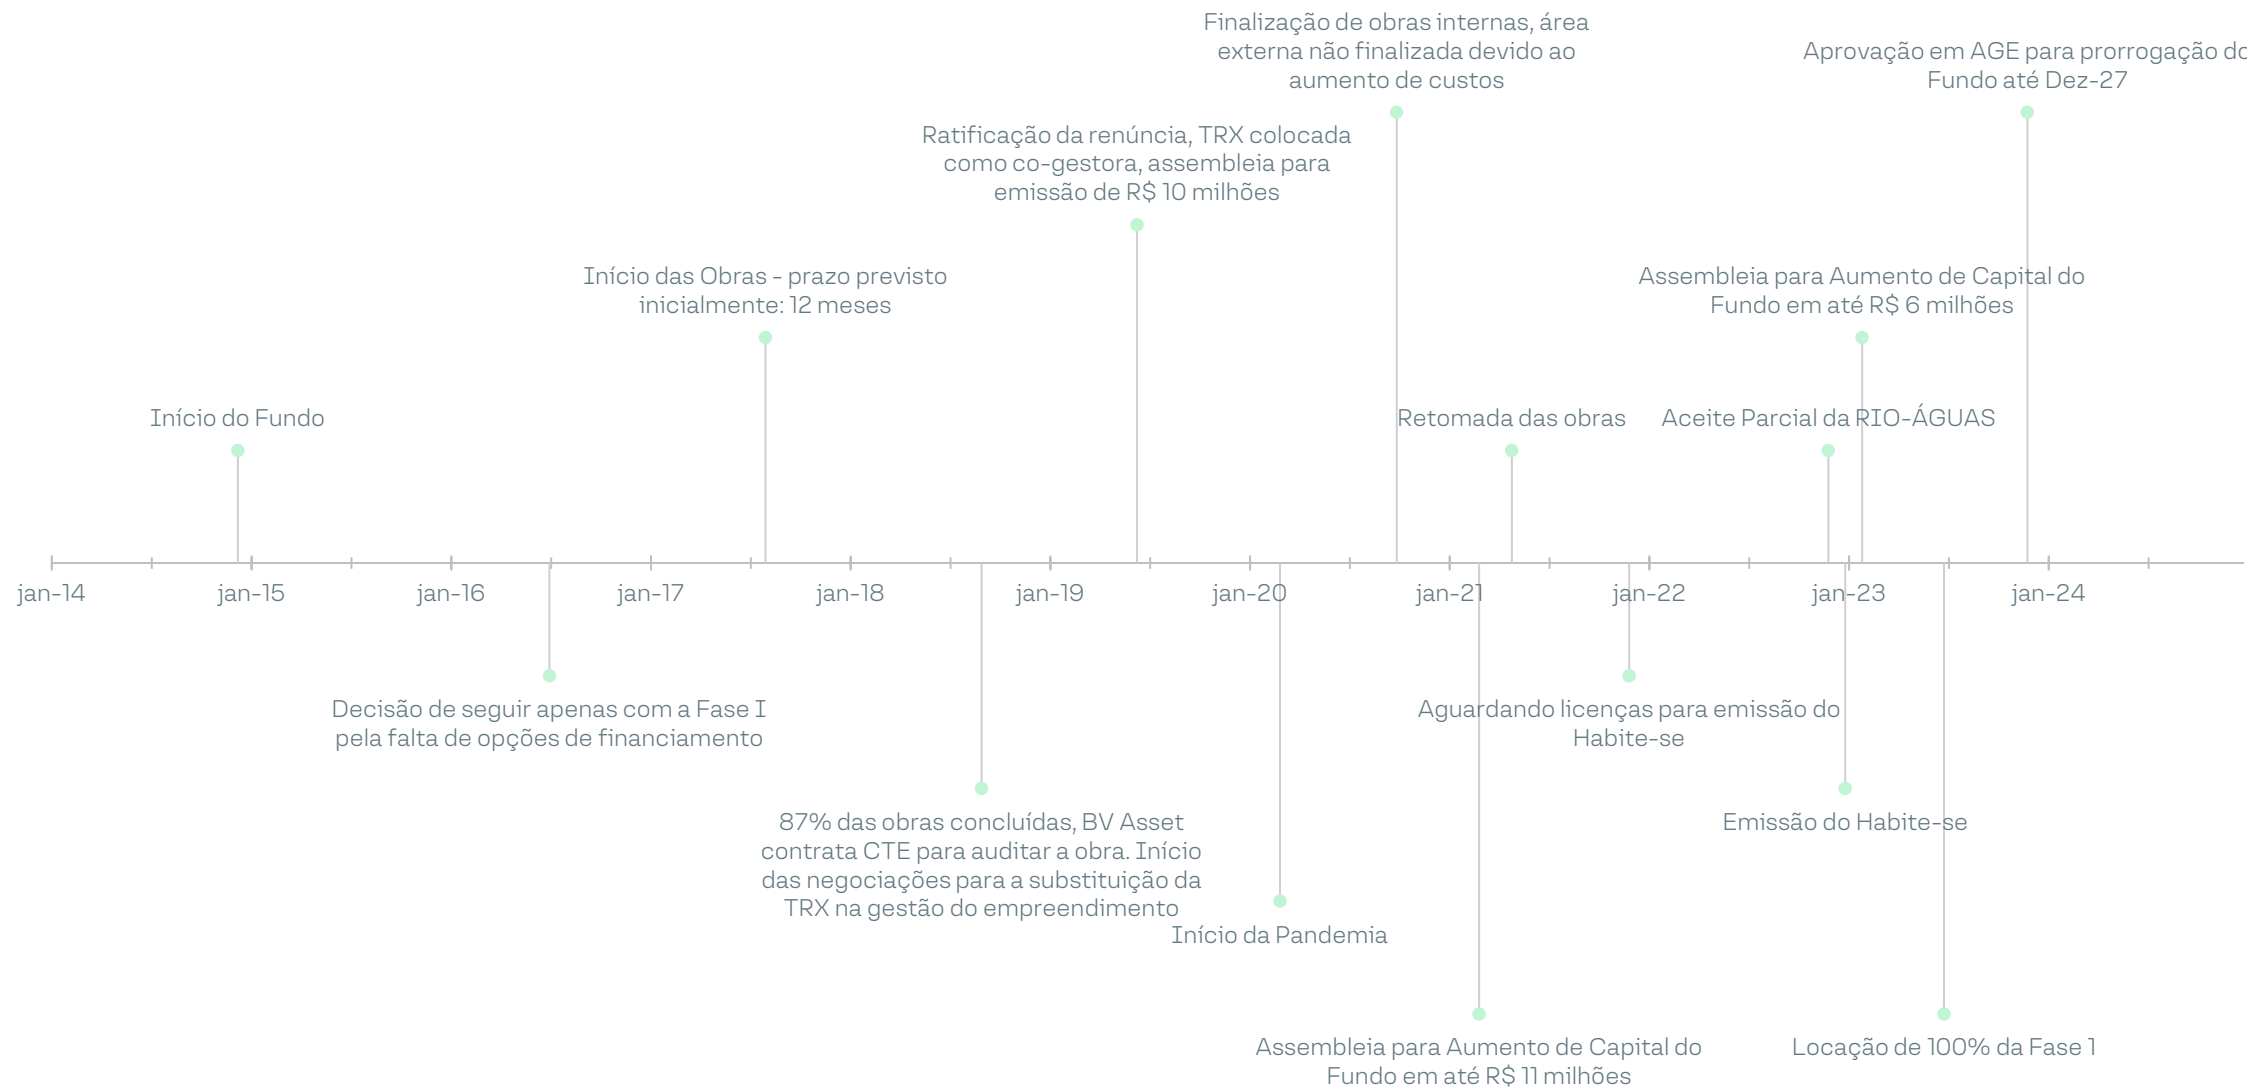 Finalização de obras internas, área
externa não finalizada devido ao
aumento de custos
Aprovação em AGE para prorrogação do
Fundo até Dez-27
Ratificação da renúncia, TRX colocada
como co-gestora, assembleia para
emissão de R$ 10 milhões
Início das Obras - prazo previsto
inicialmente: 12 meses
Assembleia para Aumento de Capital do
Fundo em até R$ 6 milhões
Início do Fundo
Retomada das obras
Aceite Parcial da RIO-ÁGUAS
jan-14
jan-15
jan-16
jan-17
jan-18
jan-19
jan-20
jan-21
jan-22
jan-23
jan-24
Decisão de seguir apenas com a Fase I
pela falta de opções de financiamento
Aguardando licenças para emissão do
Habite-se
87% das obras concluídas, BV Asset
contrata CTE para auditar a obra. Início
das negociações para a substituição da
TRX na gestão do empreendimento
Emissão do Habite-se
Início da Pandemia
Assembleia para Aumento de Capital do
Fundo em até R$ 11 milhões
Locação de 100% da Fase 1